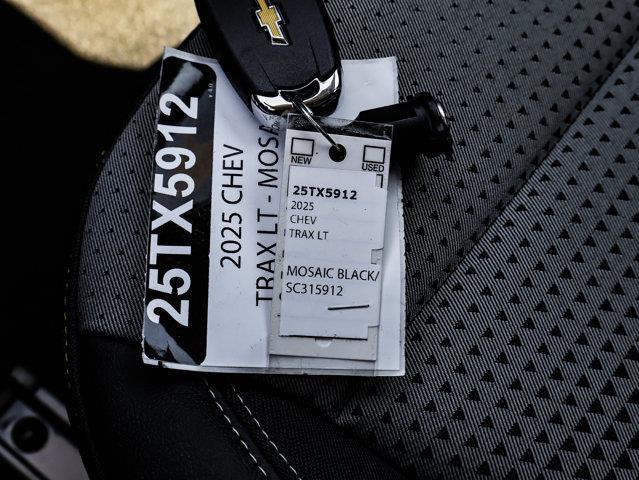 25TX5912
2025 CHEV
TRAX LT - MOSA
NEW
USED
25TX5912
2025
CHEV
TRAX LT
MOSAIC BLACK/
SC315912